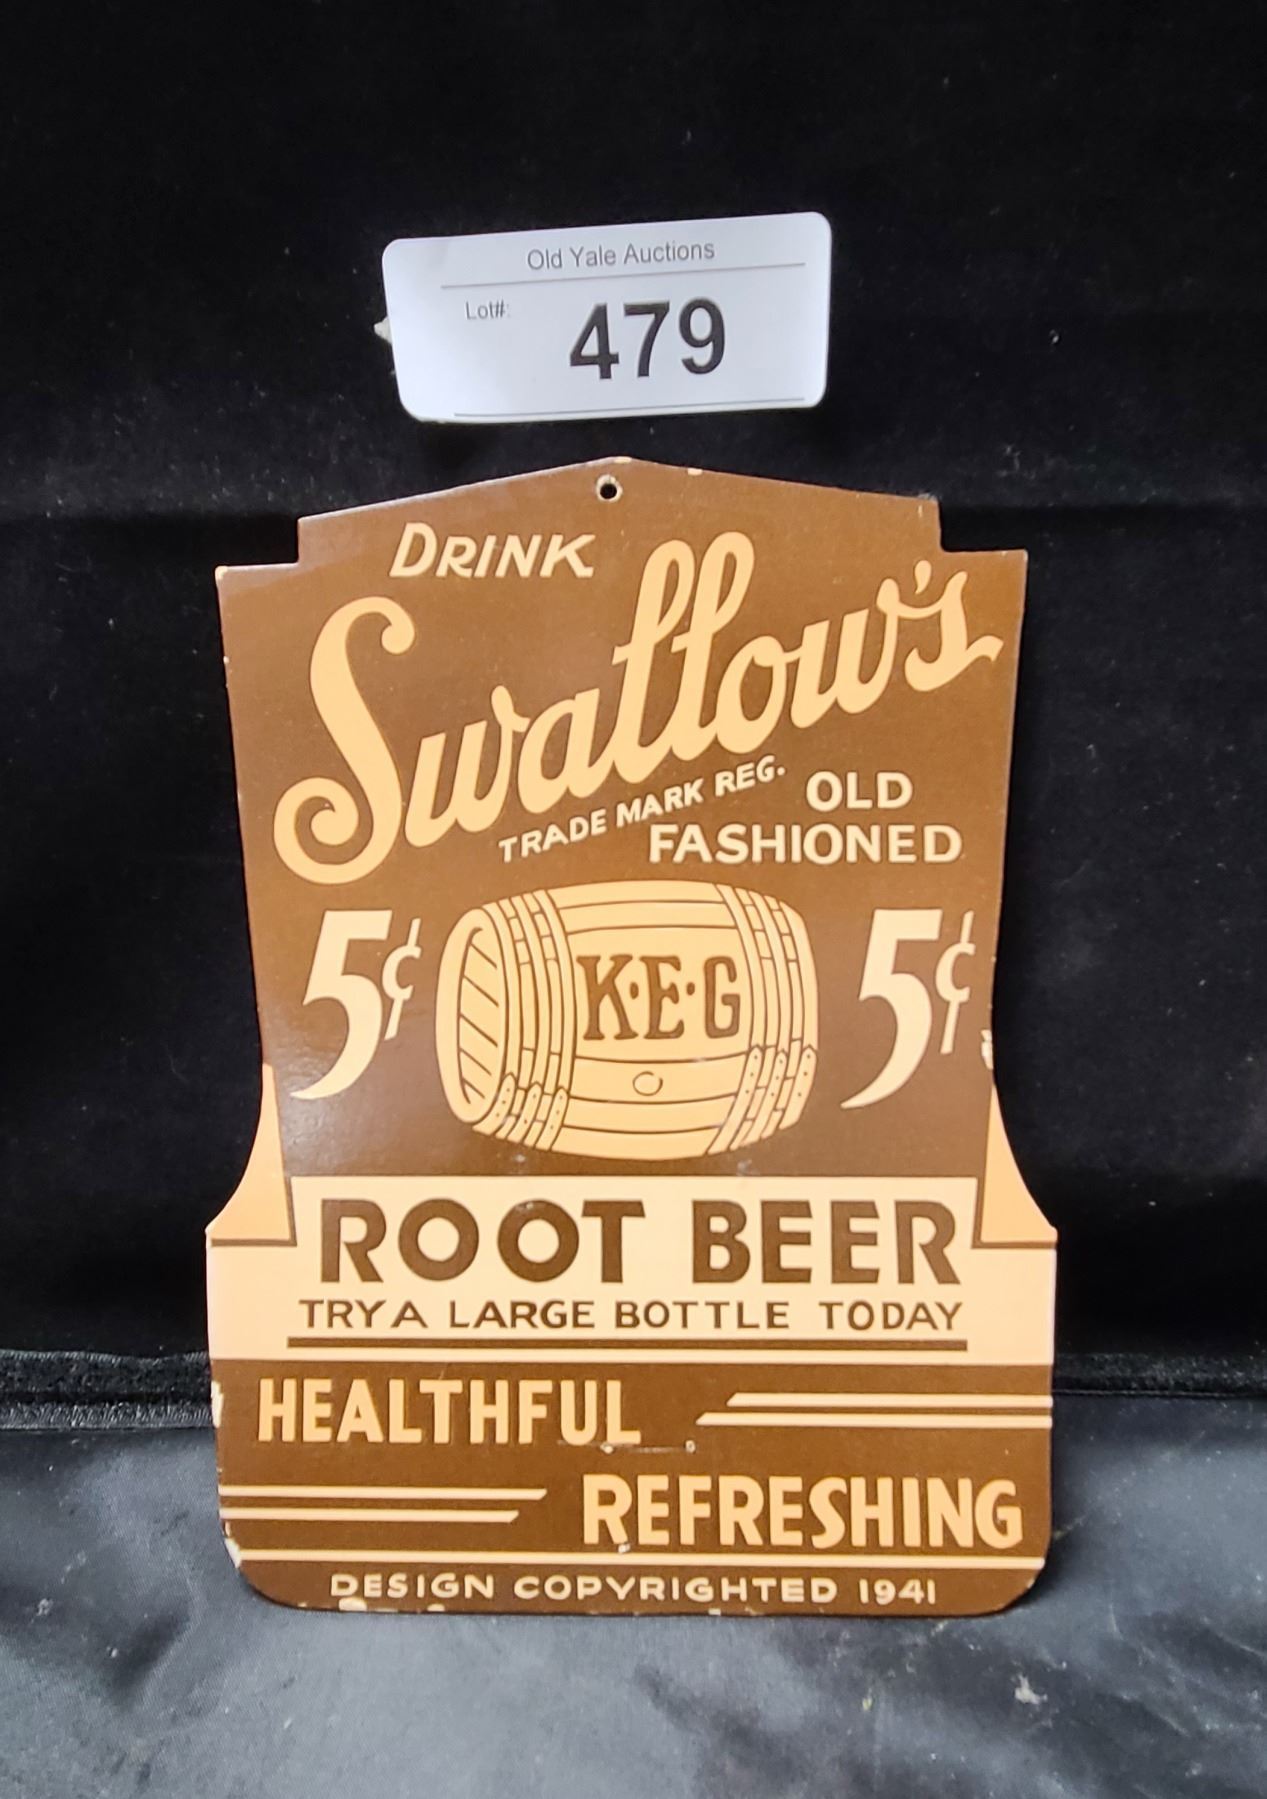 Old Yale Auctions
Lot#: 479
DRINK
Swallow's
TRADE MARK REG.
OLD
FASHIONED
5¢ K·E·G 5¢
ROOT BEER
TRY A LARGE BOTTLE TODAY
HEALTHFUL
REFRESHING
DESIGN COPYRIGHTED 1941